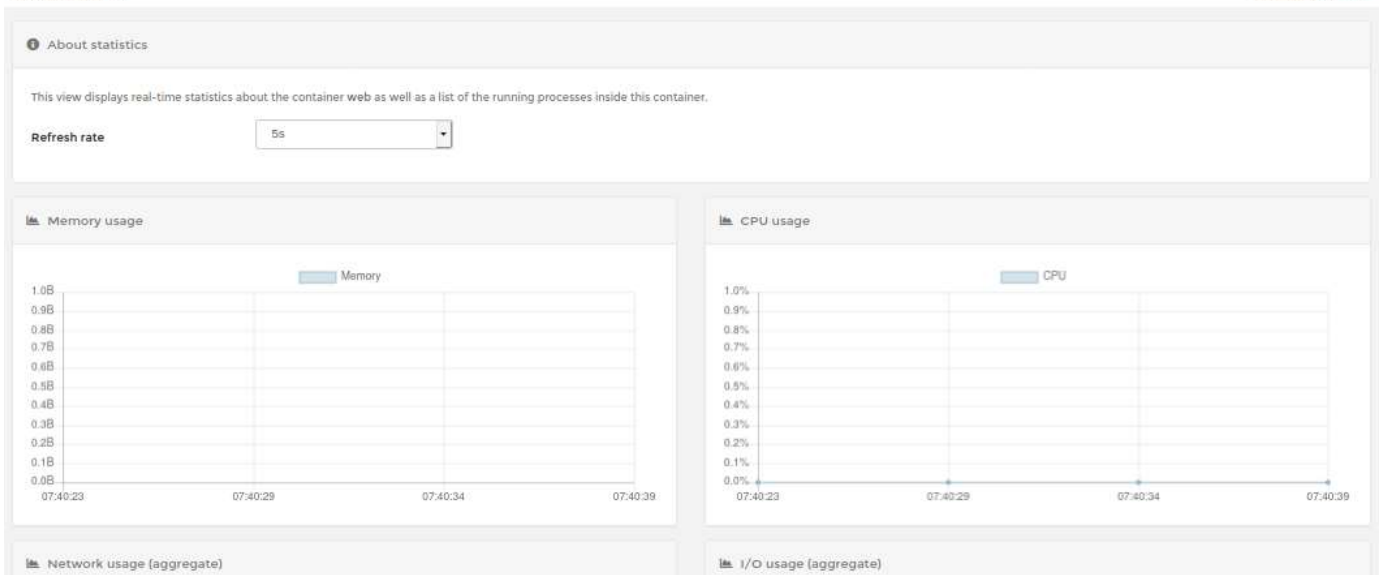 About statistics
This view displays real-time statistics about the container web as well as a list of the running processes inside this container.
Refresh rate
5s
Memory usage
Memory
1.0B
0.9B
0.8B
0.7B
0.6B
0.5B
0.4B
0.3B
0.2B
0.1B
0.0B
07:40:23 07:40:29 07:40:34 07:40:39
CPU usage
CPU
1.0%
0.9%
0.8%
0.7%
0.6%
0.5%
0.4%
0.3%
0.2%
0.1%
0.0%
07:40:23 07:40:29 07:40:34 07:40:39
Network usage (aggregate)
I/O usage (aggregate)